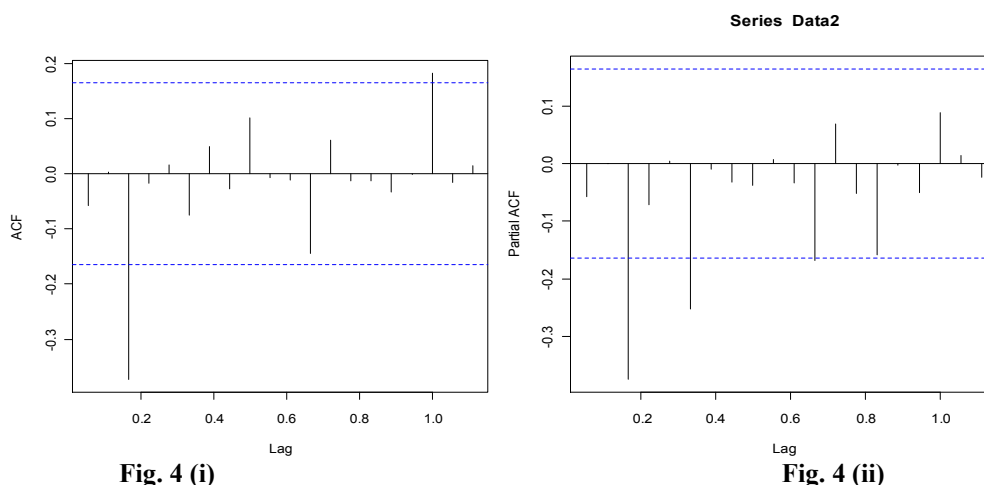 Series Data2
ACF
0.2
0.1
0.0
-0.1
-0.2
-0.3
0.2 0.4 0.6 0.8 1.0
Lag
Fig. 4 (i)
Partial ACF
0.1
0.0
-0.1
-0.2
-0.3
0.2 0.4 0.6 0.8 1.0
Lag
Fig. 4 (ii)